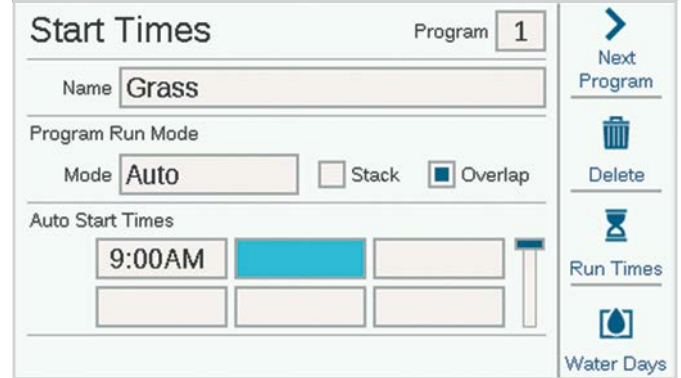 Start Times
Program 1
Name Grass
Program Run Mode
Mode Auto Stack Overlap
Auto Start Times
9:00AM
Next
Program
Delete
Run Times
Water Days